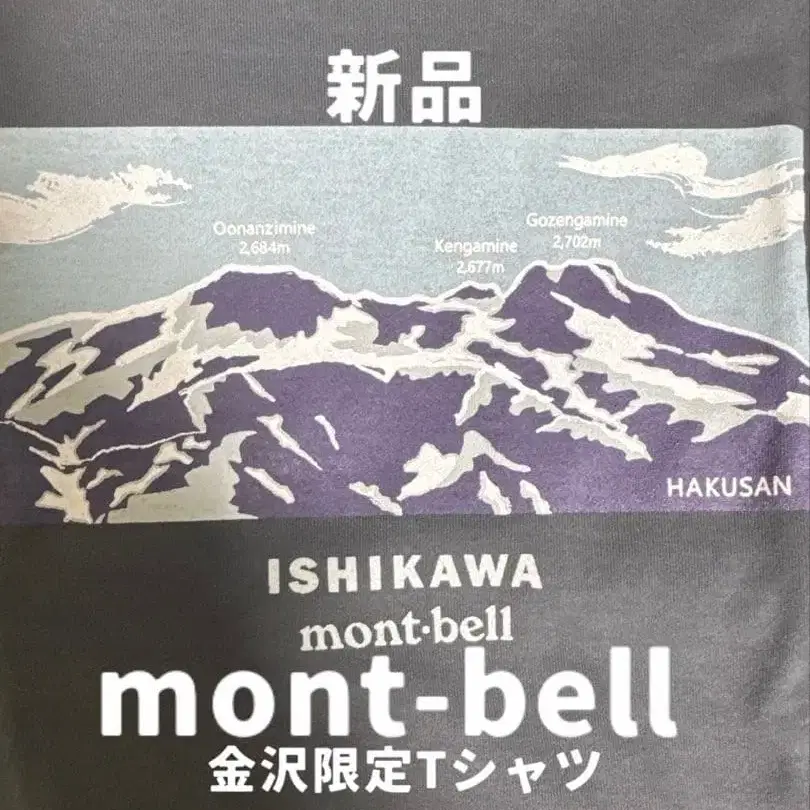 新品
Oonanzimine
2,684m
Gozengamine
2,702m
Kengamine
2,677m
HAKUSAN
ISHIKAWA
mont·bell
mont-bell
金沢限定Tシャツ